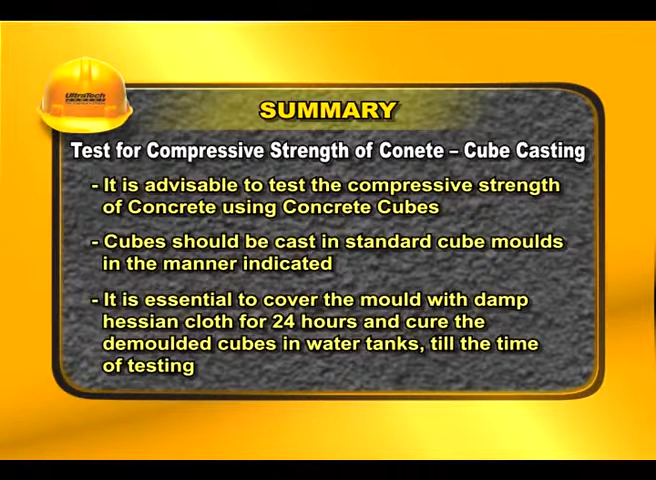 UltraTech
SUMMARY
Test for Compressive Strength of Conete – Cube Casting
- It is advisable to test the compressive strength
of Concrete using Concrete Cubes
- Cubes should be cast in standard cube moulds
in the manner indicated
- It is essential to cover the mould with damp
hessian cloth for 24 hours and cure the
demoulded cubes in water tanks, till the time
of testing